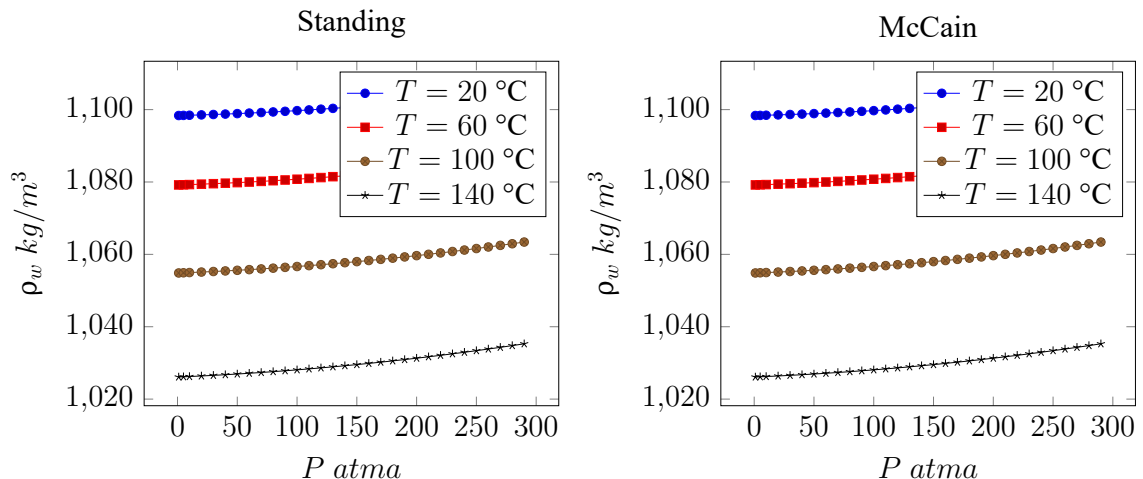 Standing
ρw kg/m³
1,100
1,080
1,060
1,040
1,020
T = 20 °C
T = 60 °C
T = 100 °C
T = 140 °C
0 50 100 150 200 250 300
P atma
McCain
ρw kg/m³
1,100
1,080
1,060
1,040
1,020
T = 20 °C
T = 60 °C
T = 100 °C
T = 140 °C
0 50 100 150 200 250 300
P atma